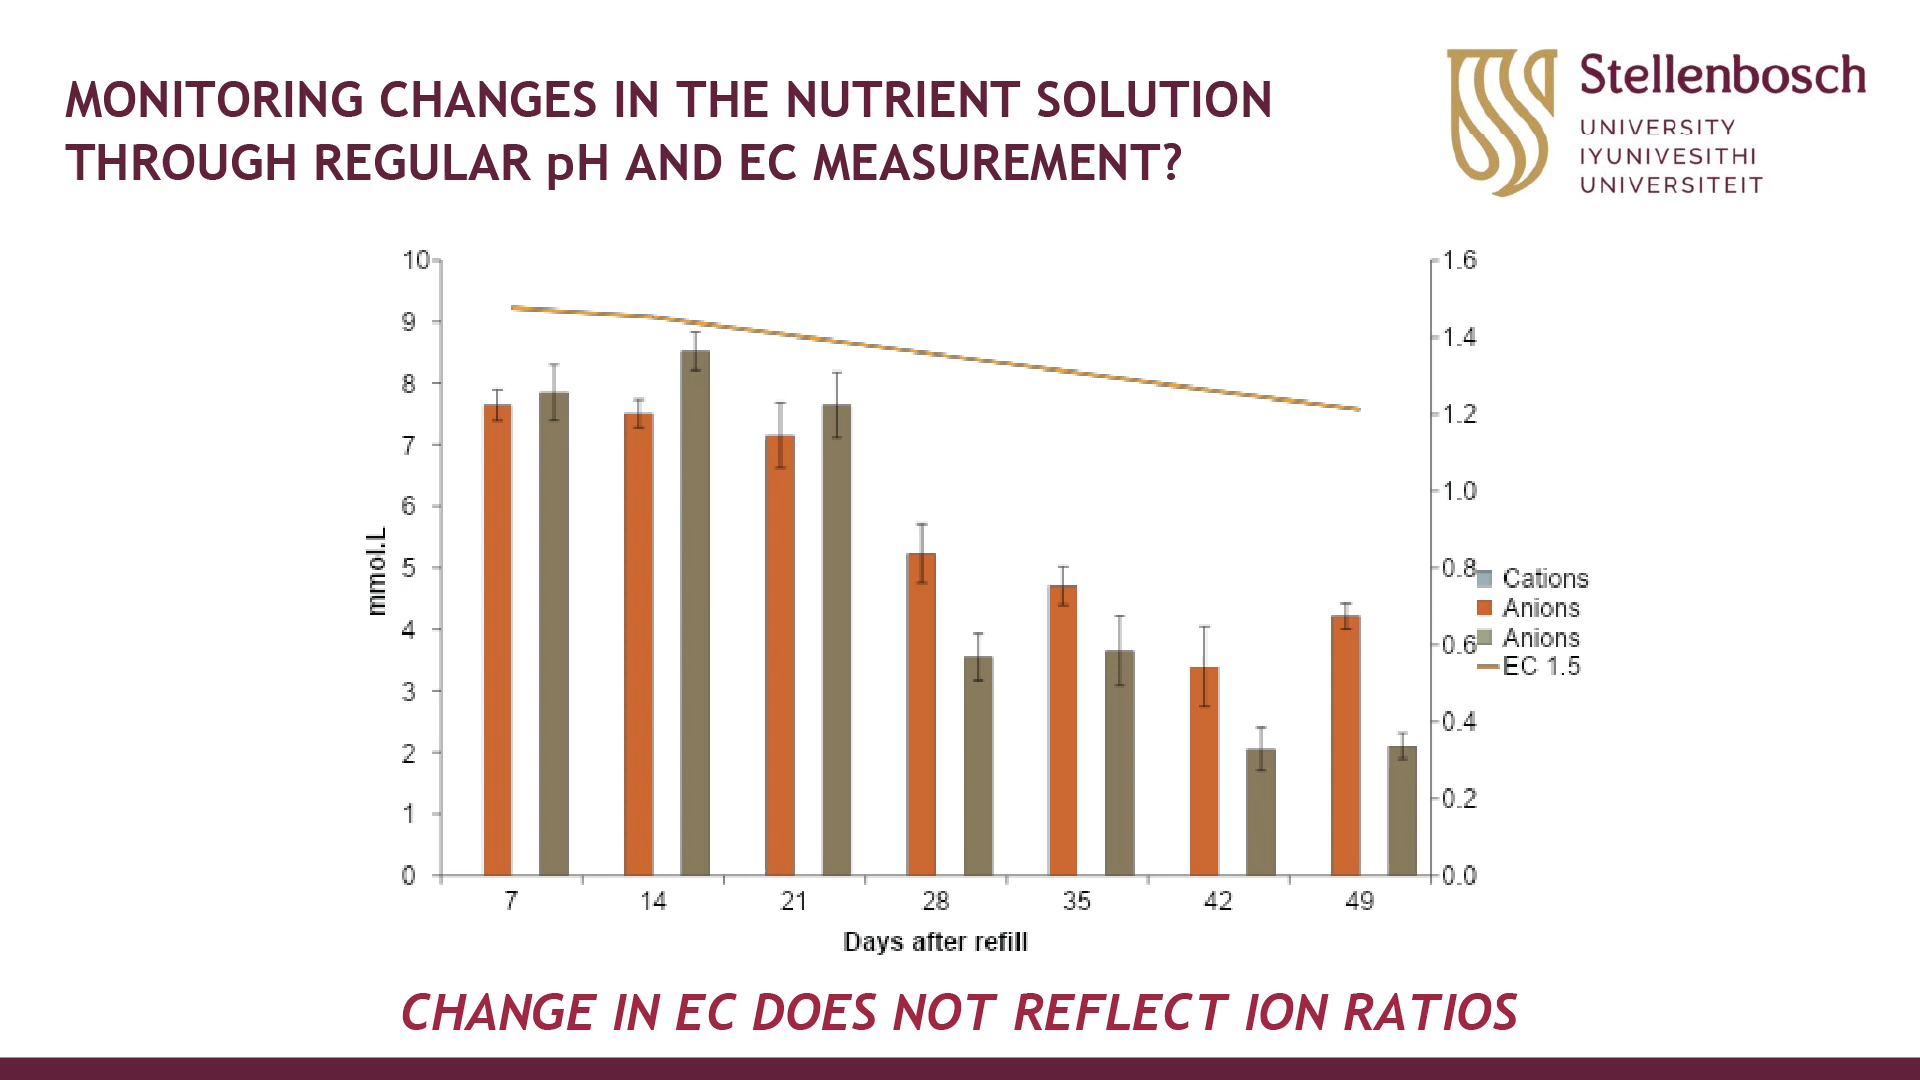 MONITORING CHANGES IN THE NUTRIENT SOLUTION
THROUGH REGULAR pH AND EC MEASUREMENT?
Stellenbosch
UNIVERSITY
IYUNIVESITHI
UNIVERSITEIT
10
9
8
7
6
5
4
3
2
1
0
mmol.L
1.6
1.4
1.2
1.0
0.8
0.6
0.4
0.2
0.0
Cations
Anions
Anions
EC 1.5
7 14 21 28 35 42 49
Days after refill
CHANGE IN EC DOES NOT REFLECT ION RATIOS